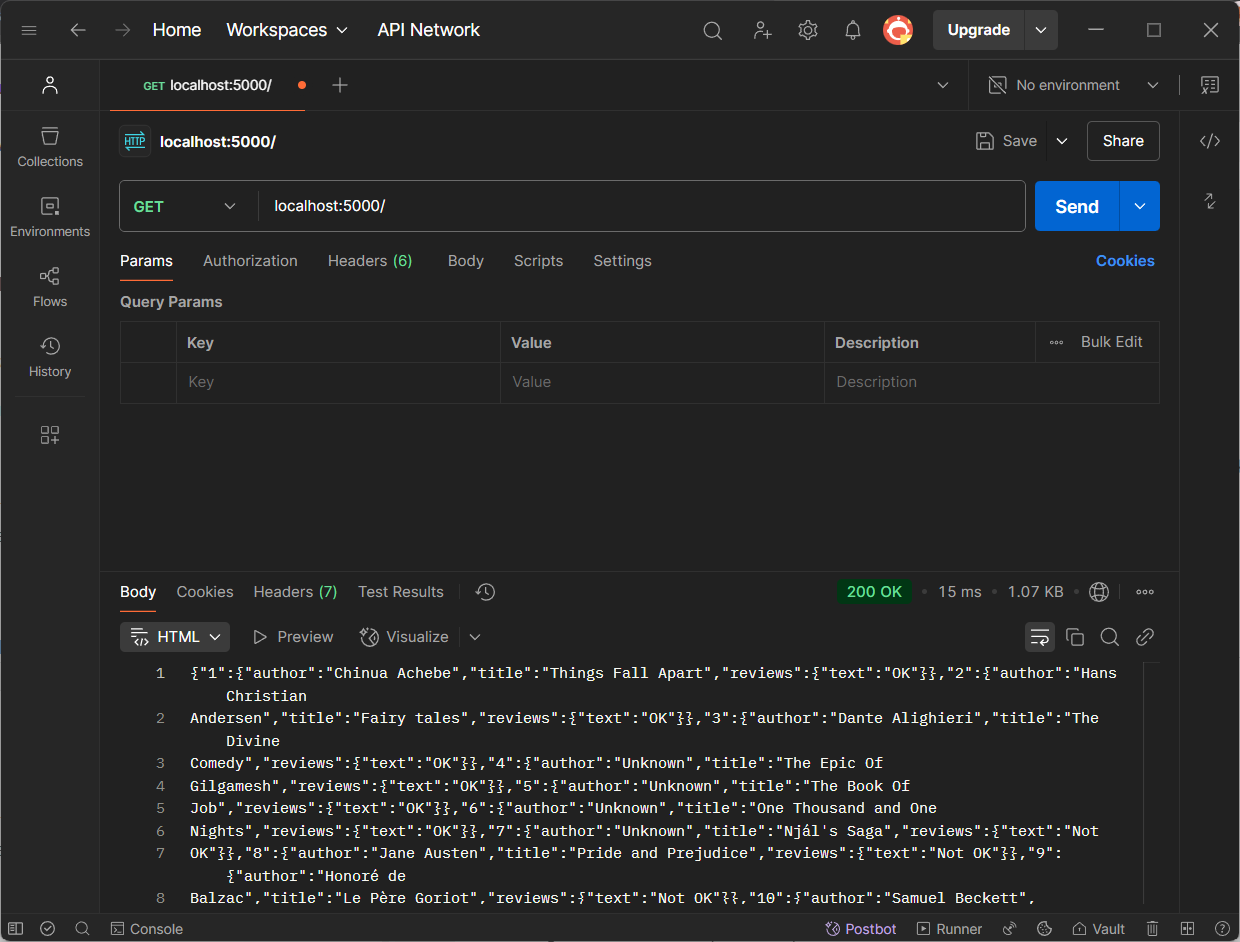 Home Workspaces API Network Upgrade
GET localhost:5000/ No environment
HTTP localhost:5000/ Save Share
Collections
GET localhost:5000/ Send
Environments
Params Authorization Headers (6) Body Scripts Settings Cookies
Flows
Query Params
Key Value Description Bulk Edit
History
Key Value Description
Body Cookies Headers (7) Test Results 200 OK • 15 ms • 1.07 KB •
HTML Preview Visualize
1 {"1":{"author":"Chinua Achebe","title":"Things Fall Apart","reviews":{"text":"OK"}},"2":{"author":"Hans
Christian
2 Andersen","title":"Fairy tales","reviews":{"text":"OK"}},"3":{"author":"Dante Alighieri","title":"The
Divine
3 Comedy","reviews":{"text":"OK"}},"4":{"author":"Unknown","title":"The Epic Of
4 Gilgamesh","reviews":{"text":"OK"}},"5":{"author":"Unknown","title":"The Book Of
5 Job","reviews":{"text":"OK"}},"6":{"author":"Unknown","title":"One Thousand and One
6 Nights","reviews":{"text":"OK"}},"7":{"author":"Unknown","title":"Njál's Saga","reviews":{"text":"Not
7 OK"}},"8":{"author":"Jane Austen","title":"Pride and Prejudice","reviews":{"text":"Not OK"}},"9":
{"author":"Honoré de
8 Balzac","title":"Le Père Goriot","reviews":{"text":"Not OK"}},"10":{"author":"Samuel Beckett",
Console Postbot Runner Vault